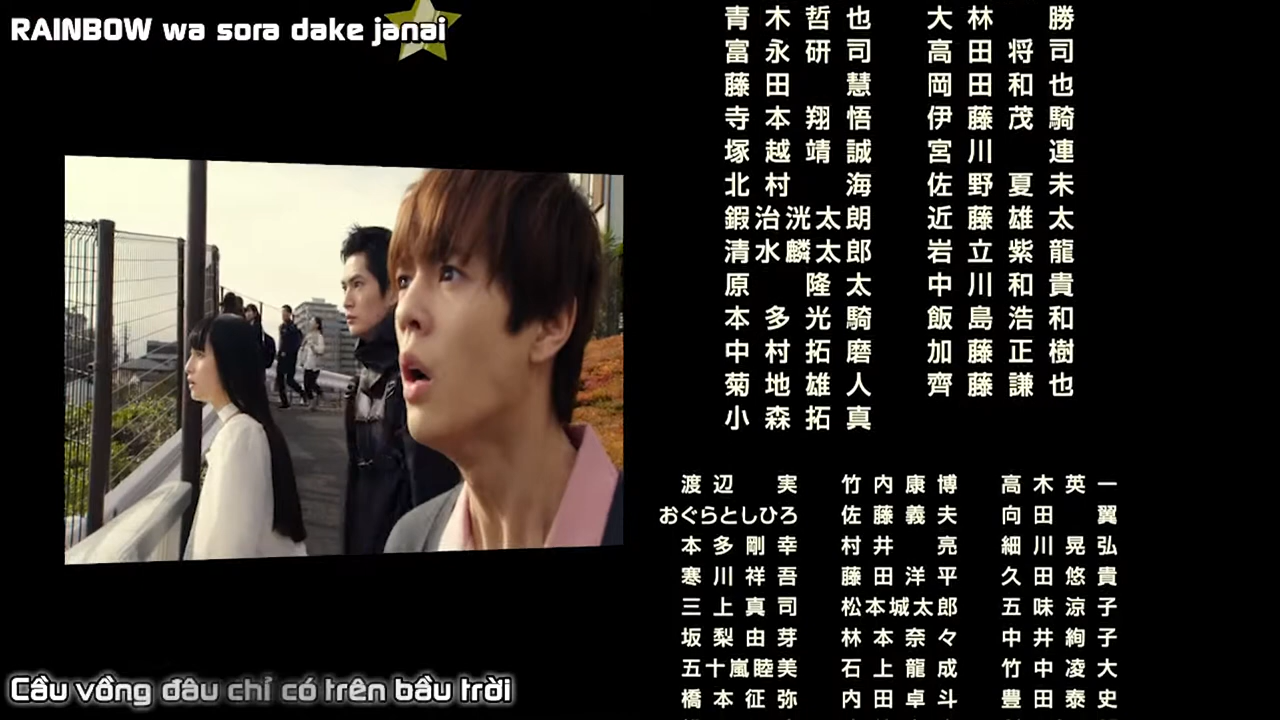 RAINBOW wa sora dake janai
青木哲也 大林 勝
富永研司 高田将司
藤田 慧 岡田和也
寺本翔悟 伊藤茂騎
塚越靖誠 宮川 連
北村 海 佐野夏未
鍜治洸太朗 近藤雄太
清水麟太郎 岩立紫龍
原 隆太 中川和貴
本多光騎 飯島浩和
中村拓磨 加藤正樹
菊地雄人 齊藤謙也
小森拓真
渡辺 実 竹内康博 高木英一
おぐらとしひろ 佐藤義夫 向田 翼
本多剛幸 村井 亮 細川晃弘
寒川祥吾 藤田洋平 久田悠貴
三上真司 松本城太郎 五味涼子
坂梨由芽 林本奈々 中井絢子
五十嵐睦美 石上龍成 竹中凌大
橋本征弥 内田卓斗 豊田泰史
Cầu vồng đâu chỉ có trên bầu trời